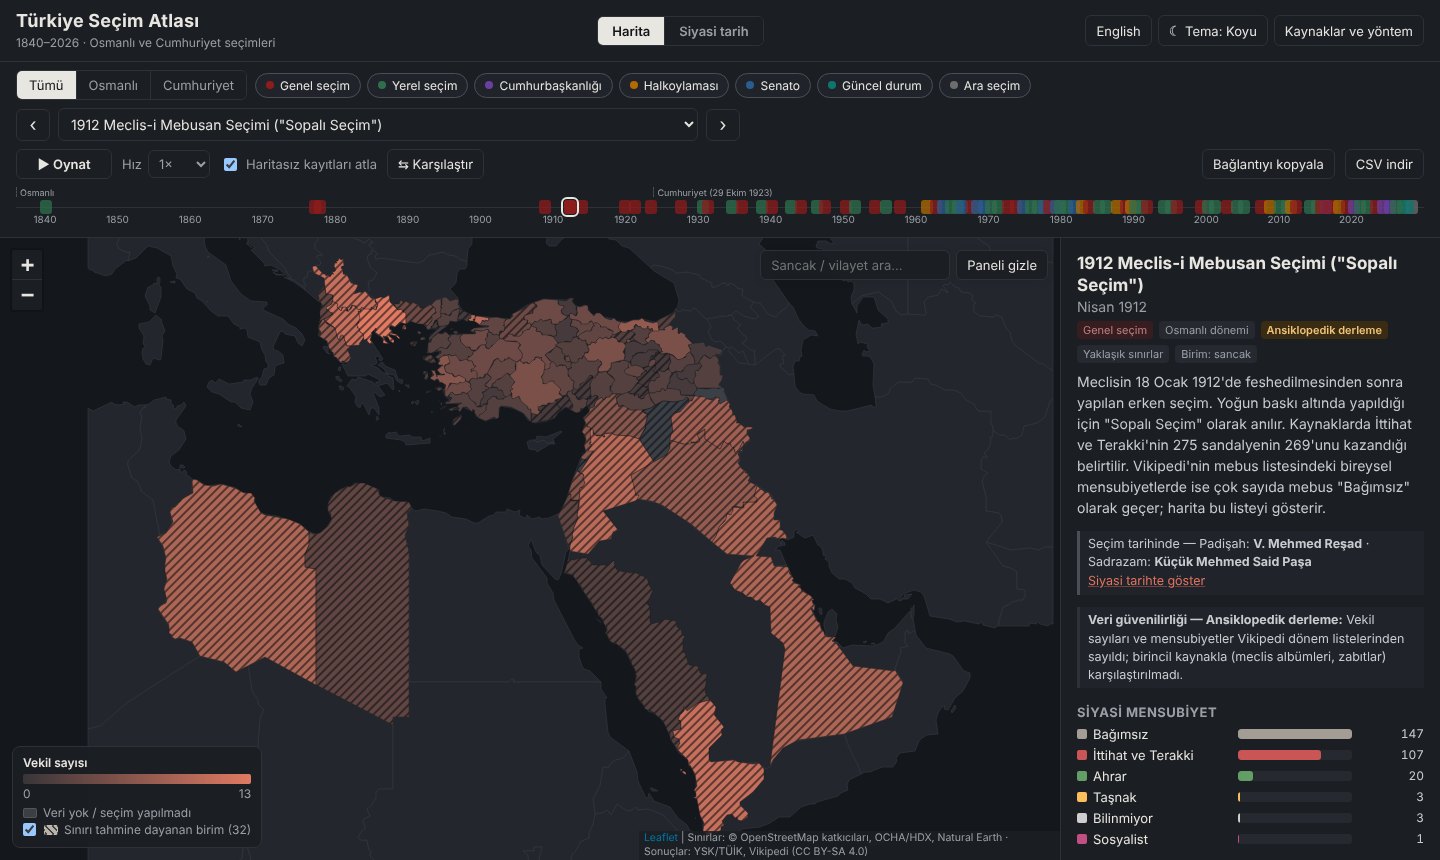 Türkiye Seçim Atlası
1840–2026 · Osmanlı ve Cumhuriyet seçimleri
Harita
Siyasi tarih
English
☾ Tema: Koyu
Kaynaklar ve yöntem
Tümü
Osmanlı
Cumhuriyet
Genel seçim
Yerel seçim
Cumhurbaşkanlığı
Halkoylaması
Senato
Güncel durum
Ara seçim
‹
1912 Meclis-i Mebusan Seçimi ("Sopalı Seçim")
›
▶ Oynat
Hız
1×
Haritasız kayıtları atla
⇆ Karşılaştır
Bağlantıyı kopyala
CSV indir
Osmanlı
Cumhuriyet (29 Ekim 1923)
1840 1850 1860 1870 1880 1890 1900 1910 1920 1930 1940 1950 1960 1970 1980 1990 2000 2010 2020
+
−
Sancak / vilayet ara...
Paneli gizle
Vekil sayısı
0 13
Veri yok / seçim yapılmadı
Sınırı tahmine dayanan birim (32)
Leaflet | Sınırlar: © OpenStreetMap katkıcıları, OCHA/HDX, Natural Earth ·
Sonuçlar: YSK/TÜİK, Vikipedi (CC BY-SA 4.0)
1912 Meclis-i Mebusan Seçimi ("Sopalı
Seçim")
Nisan 1912
Genel seçim
Osmanlı dönemi
Ansiklopedik derleme
Yaklaşık sınırlar
Birim: sancak
Meclisin 18 Ocak 1912'de feshedilmesinden sonra
yapılan erken seçim. Yoğun baskı altında yapıldığı
için "Sopalı Seçim" olarak anılır. Kaynaklarda İttihat
ve Terakki'nin 275 sandalyenin 269'unu kazandığı
belirtilir. Vikipedi'nin mebus listesindeki bireysel
mensubiyetlerde ise çok sayıda mebus "Bağımsız"
olarak geçer; harita bu listeyi gösterir.
Seçim tarihinde — Padişah: V. Mehmed Reşad ·
Sadrazam: Küçük Mehmed Said Paşa
Siyasi tarihte göster
Veri güvenilirliği — Ansiklopedik derleme: Vekil
sayıları ve mensubiyetler Vikipedi dönem listelerinden
sayıldı; birincil kaynakla (meclis albümleri, zabıtlar)
karşılaştırılmadı.
SİYASİ MENSUBİYET
Bağımsız 147
İttihat ve Terakki 107
Ahrar 20
Taşnak 3
Bilinmiyor 3
Sosyalist 1